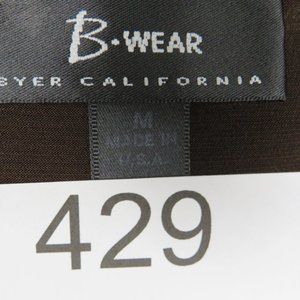 B·WEAR
BYER CALIFORNIA
M
MADE IN
U.S.A.
429